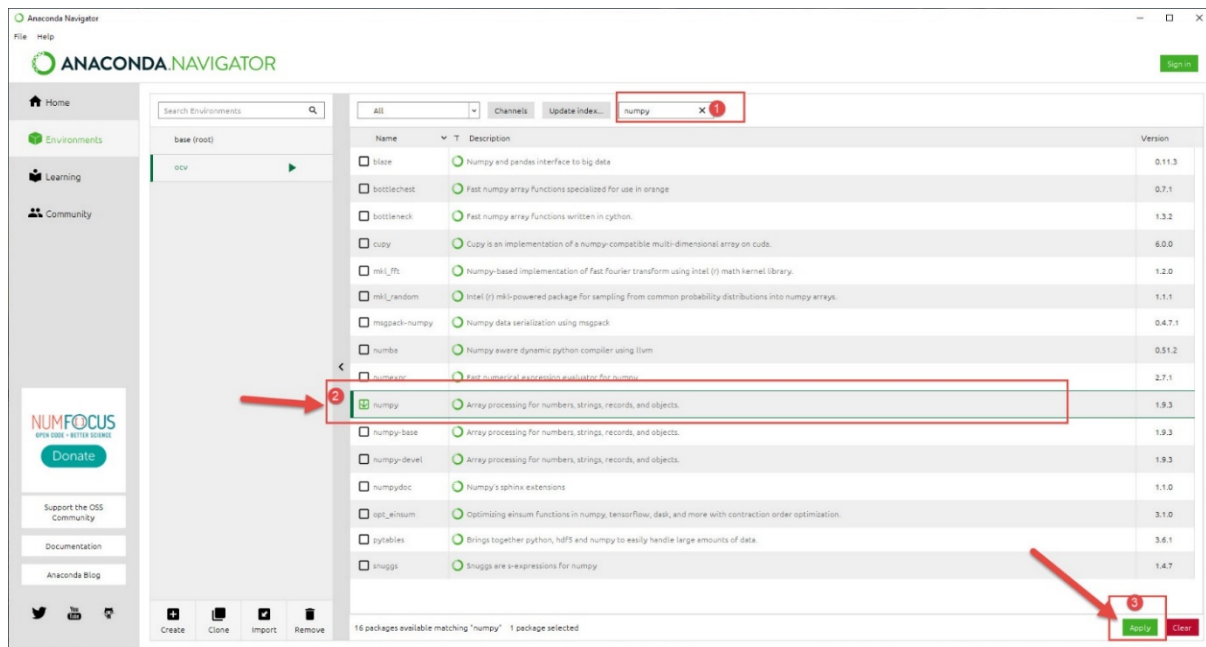 Anaconda Navigator
File Help
ANACONDA.NAVIGATOR
Sign in
Home
Environments
Learning
Community
NUMFOCUS
OPEN CODE = BETTER SCIENCE
Donate
Support the OSS
Community
Documentation
Anaconda Blog
You
Tube
Search Environments
base (root)
ocv
Create Clone Import Remove
All Channels Update index... numpy X 1
Name T Description Version
blaze Numpy and pandas interface to big data 0.11.3
bottlechest Fast numpy array functions specialized for use in orange 0.7.1
bottleneck Fast numpy array functions written in cython. 1.3.2
cupy Cupy is an implementation of a numpy-compatible multi-dimensional array on cuda. 6.0.0
mkl_fft Numpy-based implementation of fast fourier transform using intel (r) math kernel library. 1.2.0
mkl_random Intel (r) mkl-powered package for sampling from common probability distributions into numpy arrays. 1.1.1
msgpack-numpy Numpy data serialization using msgpack 0.4.7.1
numba Numpy aware dynamic python compiler using llvm 0.51.2
numexpr Fast numerical expression evaluator for numpy 2.7.1
2 numpy Array processing for numbers, strings, records, and objects. 1.9.3
numpy-base Array processing for numbers, strings, records, and objects. 1.9.3
numpy-devel Array processing for numbers, strings, records, and objects. 1.9.3
numpydoc Numpy's sphinx extensions 1.1.0
opt_einsum Optimizing einsum functions in numpy, tensorflow, dask, and more with contraction order optimization. 3.1.0
pytables Brings together python, hdf5 and numpy to easily handle large amounts of data. 3.6.1
snuggs Snuggs are s-expressions for numpy 1.4.7
3
16 packages available matching "numpy" 1 package selected Apply Clear